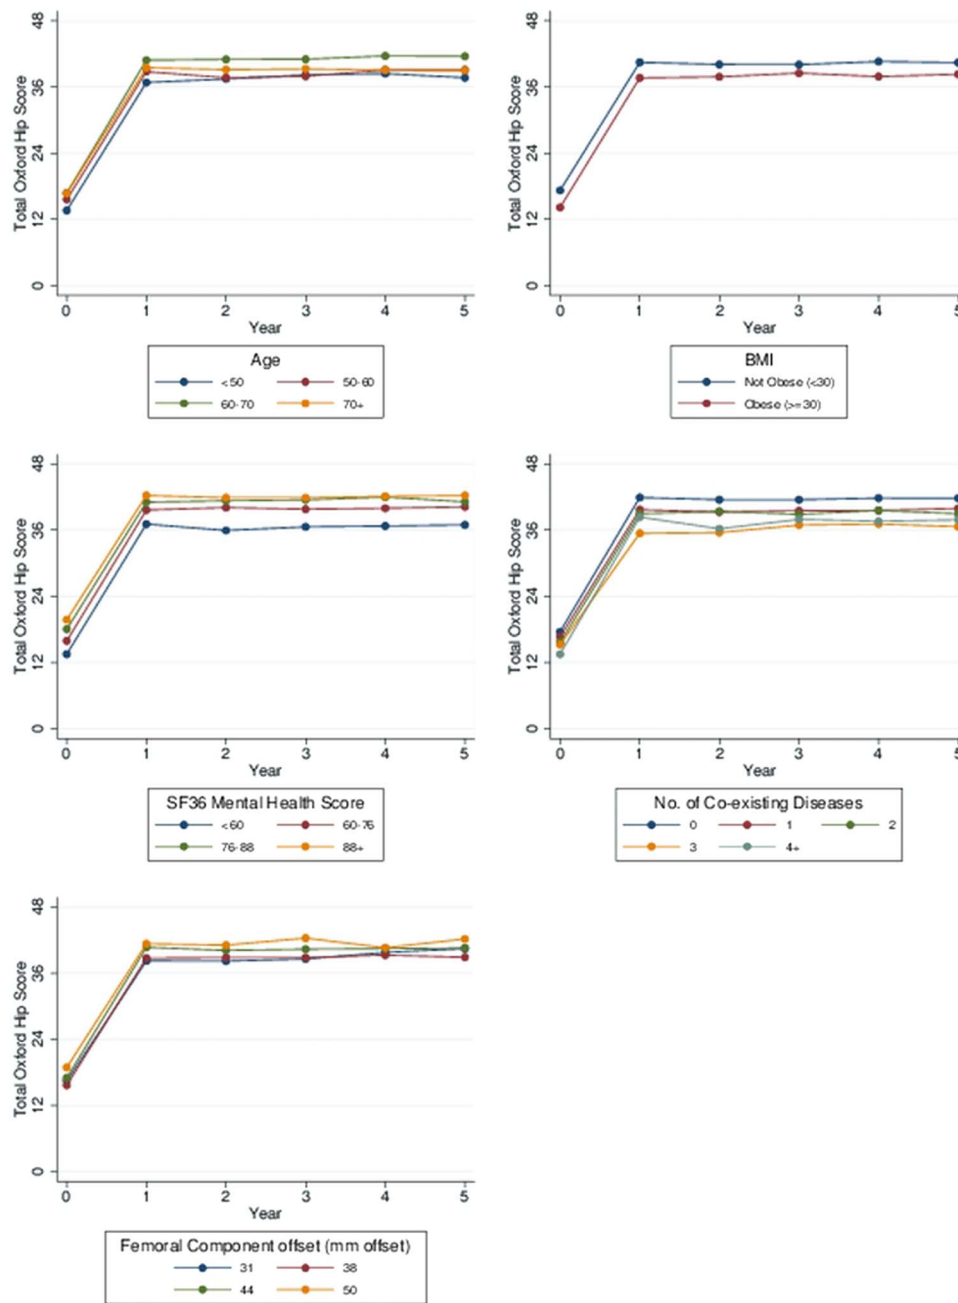 48
36
24
12
0
Total Oxford Hip Score
0 1 2 3 4 5
Year
Age
<50 50-60
60-70 70+
48
36
24
12
0
Total Oxford Hip Score
0 1 2 3 4 5
Year
BMI
Not Obese (<30)
Obese (>=30)
48
36
24
12
0
Total Oxford Hip Score
0 1 2 3 4 5
Year
SF36 Mental Health Score
<60 60-76
76-88 88+
48
36
24
12
0
Total Oxford Hip Score
0 1 2 3 4 5
Year
No. of Co-existing Diseases
0 1 2
3 4+
48
36
24
12
0
Total Oxford Hip Score
0 1 2 3 4 5
Year
Femoral Component offset (mm offset)
31 38
44 50